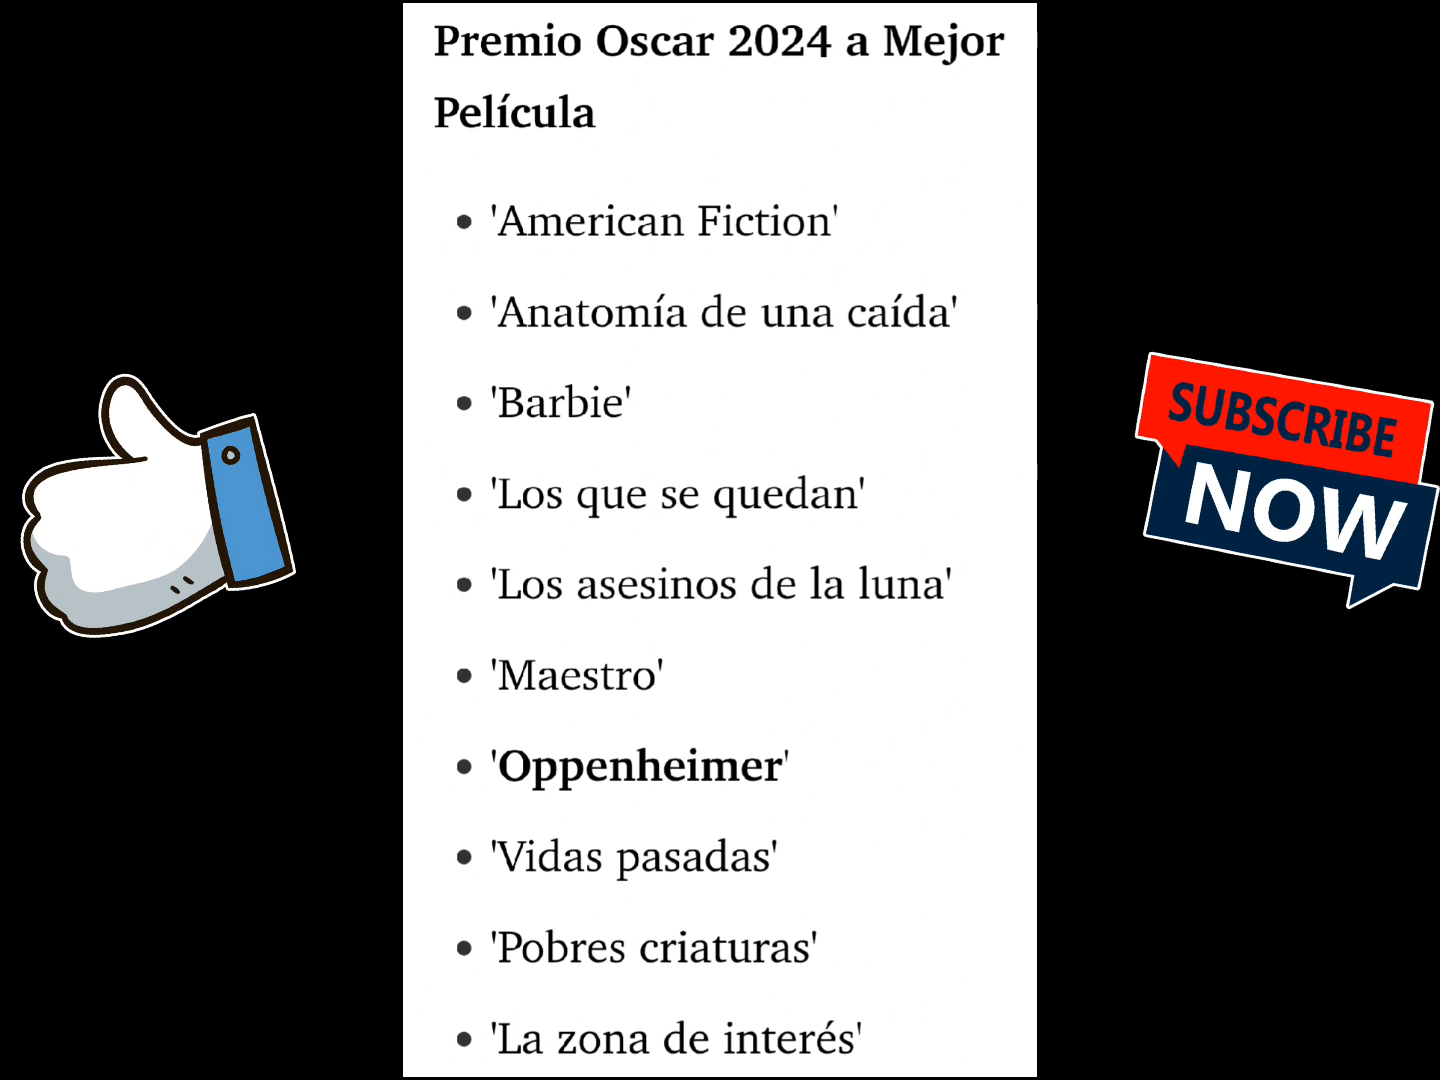 Premio Oscar 2024 a Mejor
Película
• 'American Fiction'
• 'Anatomía de una caída'
• 'Barbie'
• 'Los que se quedan'
• 'Los asesinos de la luna'
• 'Maestro'
• 'Oppenheimer'
• 'Vidas pasadas'
• 'Pobres criaturas'
• 'La zona de interés'
SUBSCRIBE
NOW